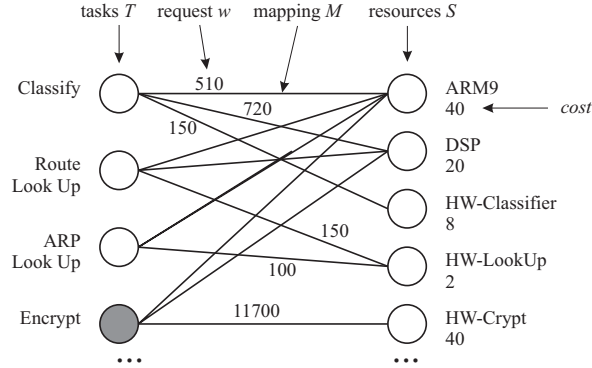 tasks T request w mapping M resources S
Classify
510
ARM9
40
cost
720
150
DSP
20
Route
Look Up
HW-Classifier
8
ARP
Look Up
150
HW-LookUp
2
100
Encrypt
11700
HW-Crypt
40
... ...